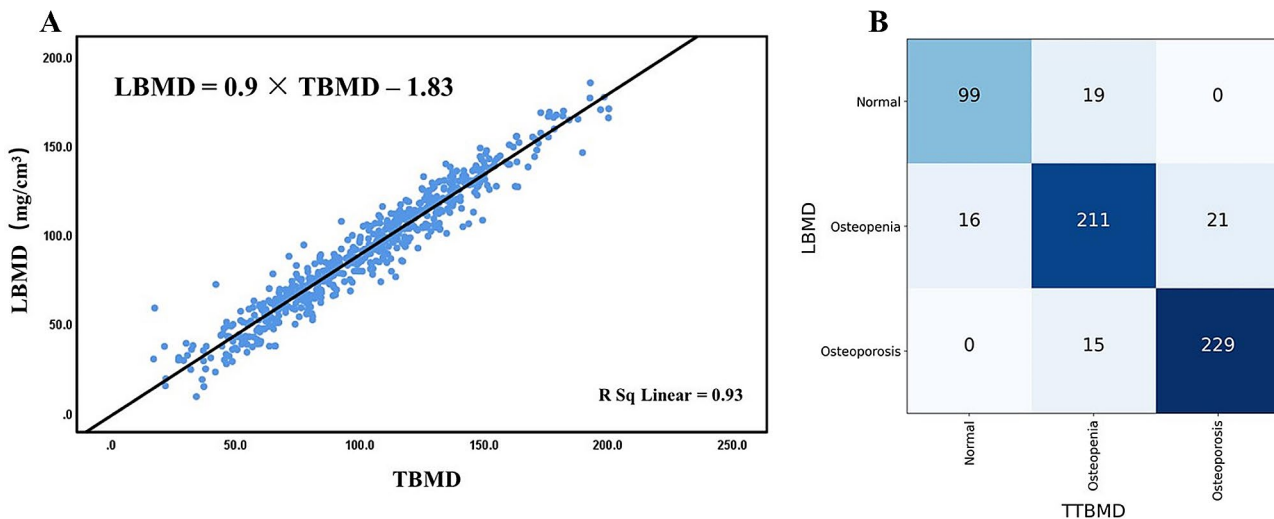 A
LBMD = 0.9 × TBMD – 1.83
R Sq Linear = 0.93
200.0
150.0
100.0
50.0
.0
LBMD (mg/cm³)
.0 50.0 100.0 150.0 200.0 250.0
TBMD
B
Normal 99 19 0
Osteopenia 16 211 21
Osteoporosis 0 15 229
LBMD
Normal Osteopenia Osteoporosis
TTBMD